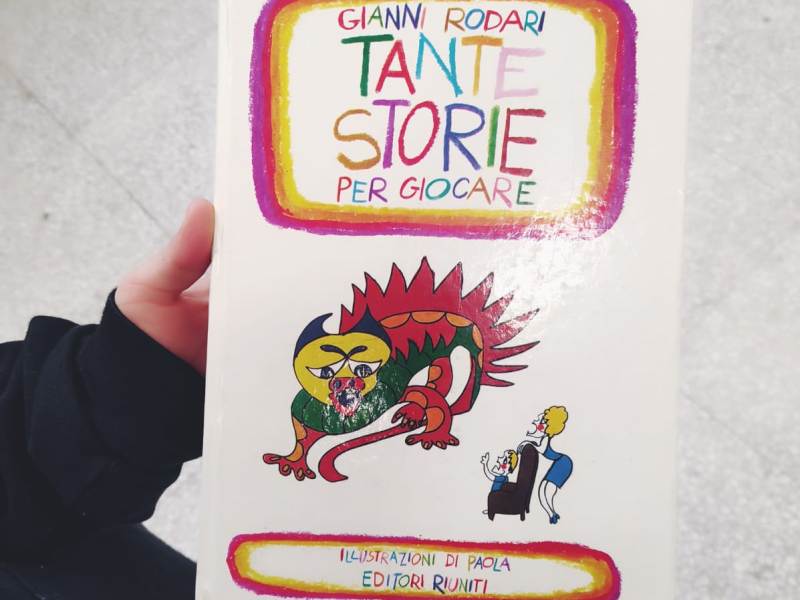 GIANNI RODARI
TANTE
STORIE
PER GIOCARE
ILLUSTRAZIONI DI PAOLA
EDITORI RIUNITI